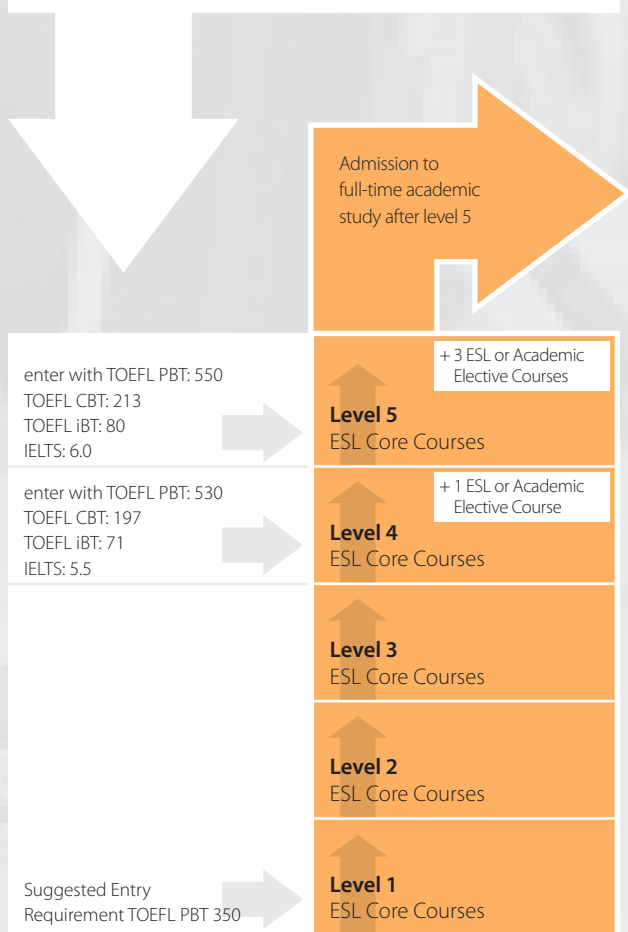 Admission to
full-time academic
study after level 5
enter with TOEFL PBT: 550
TOEFL CBT: 213
TOEFL iBT: 80
IELTS: 6.0
+ 3 ESL or Academic
Elective Courses
Level 5
ESL Core Courses
enter with TOEFL PBT: 530
TOEFL CBT: 197
TOEFL iBT: 71
IELTS: 5.5
+ 1 ESL or Academic
Elective Course
Level 4
ESL Core Courses
Level 3
ESL Core Courses
Level 2
ESL Core Courses
Suggested Entry
Requirement TOEFL PBT 350
Level 1
ESL Core Courses